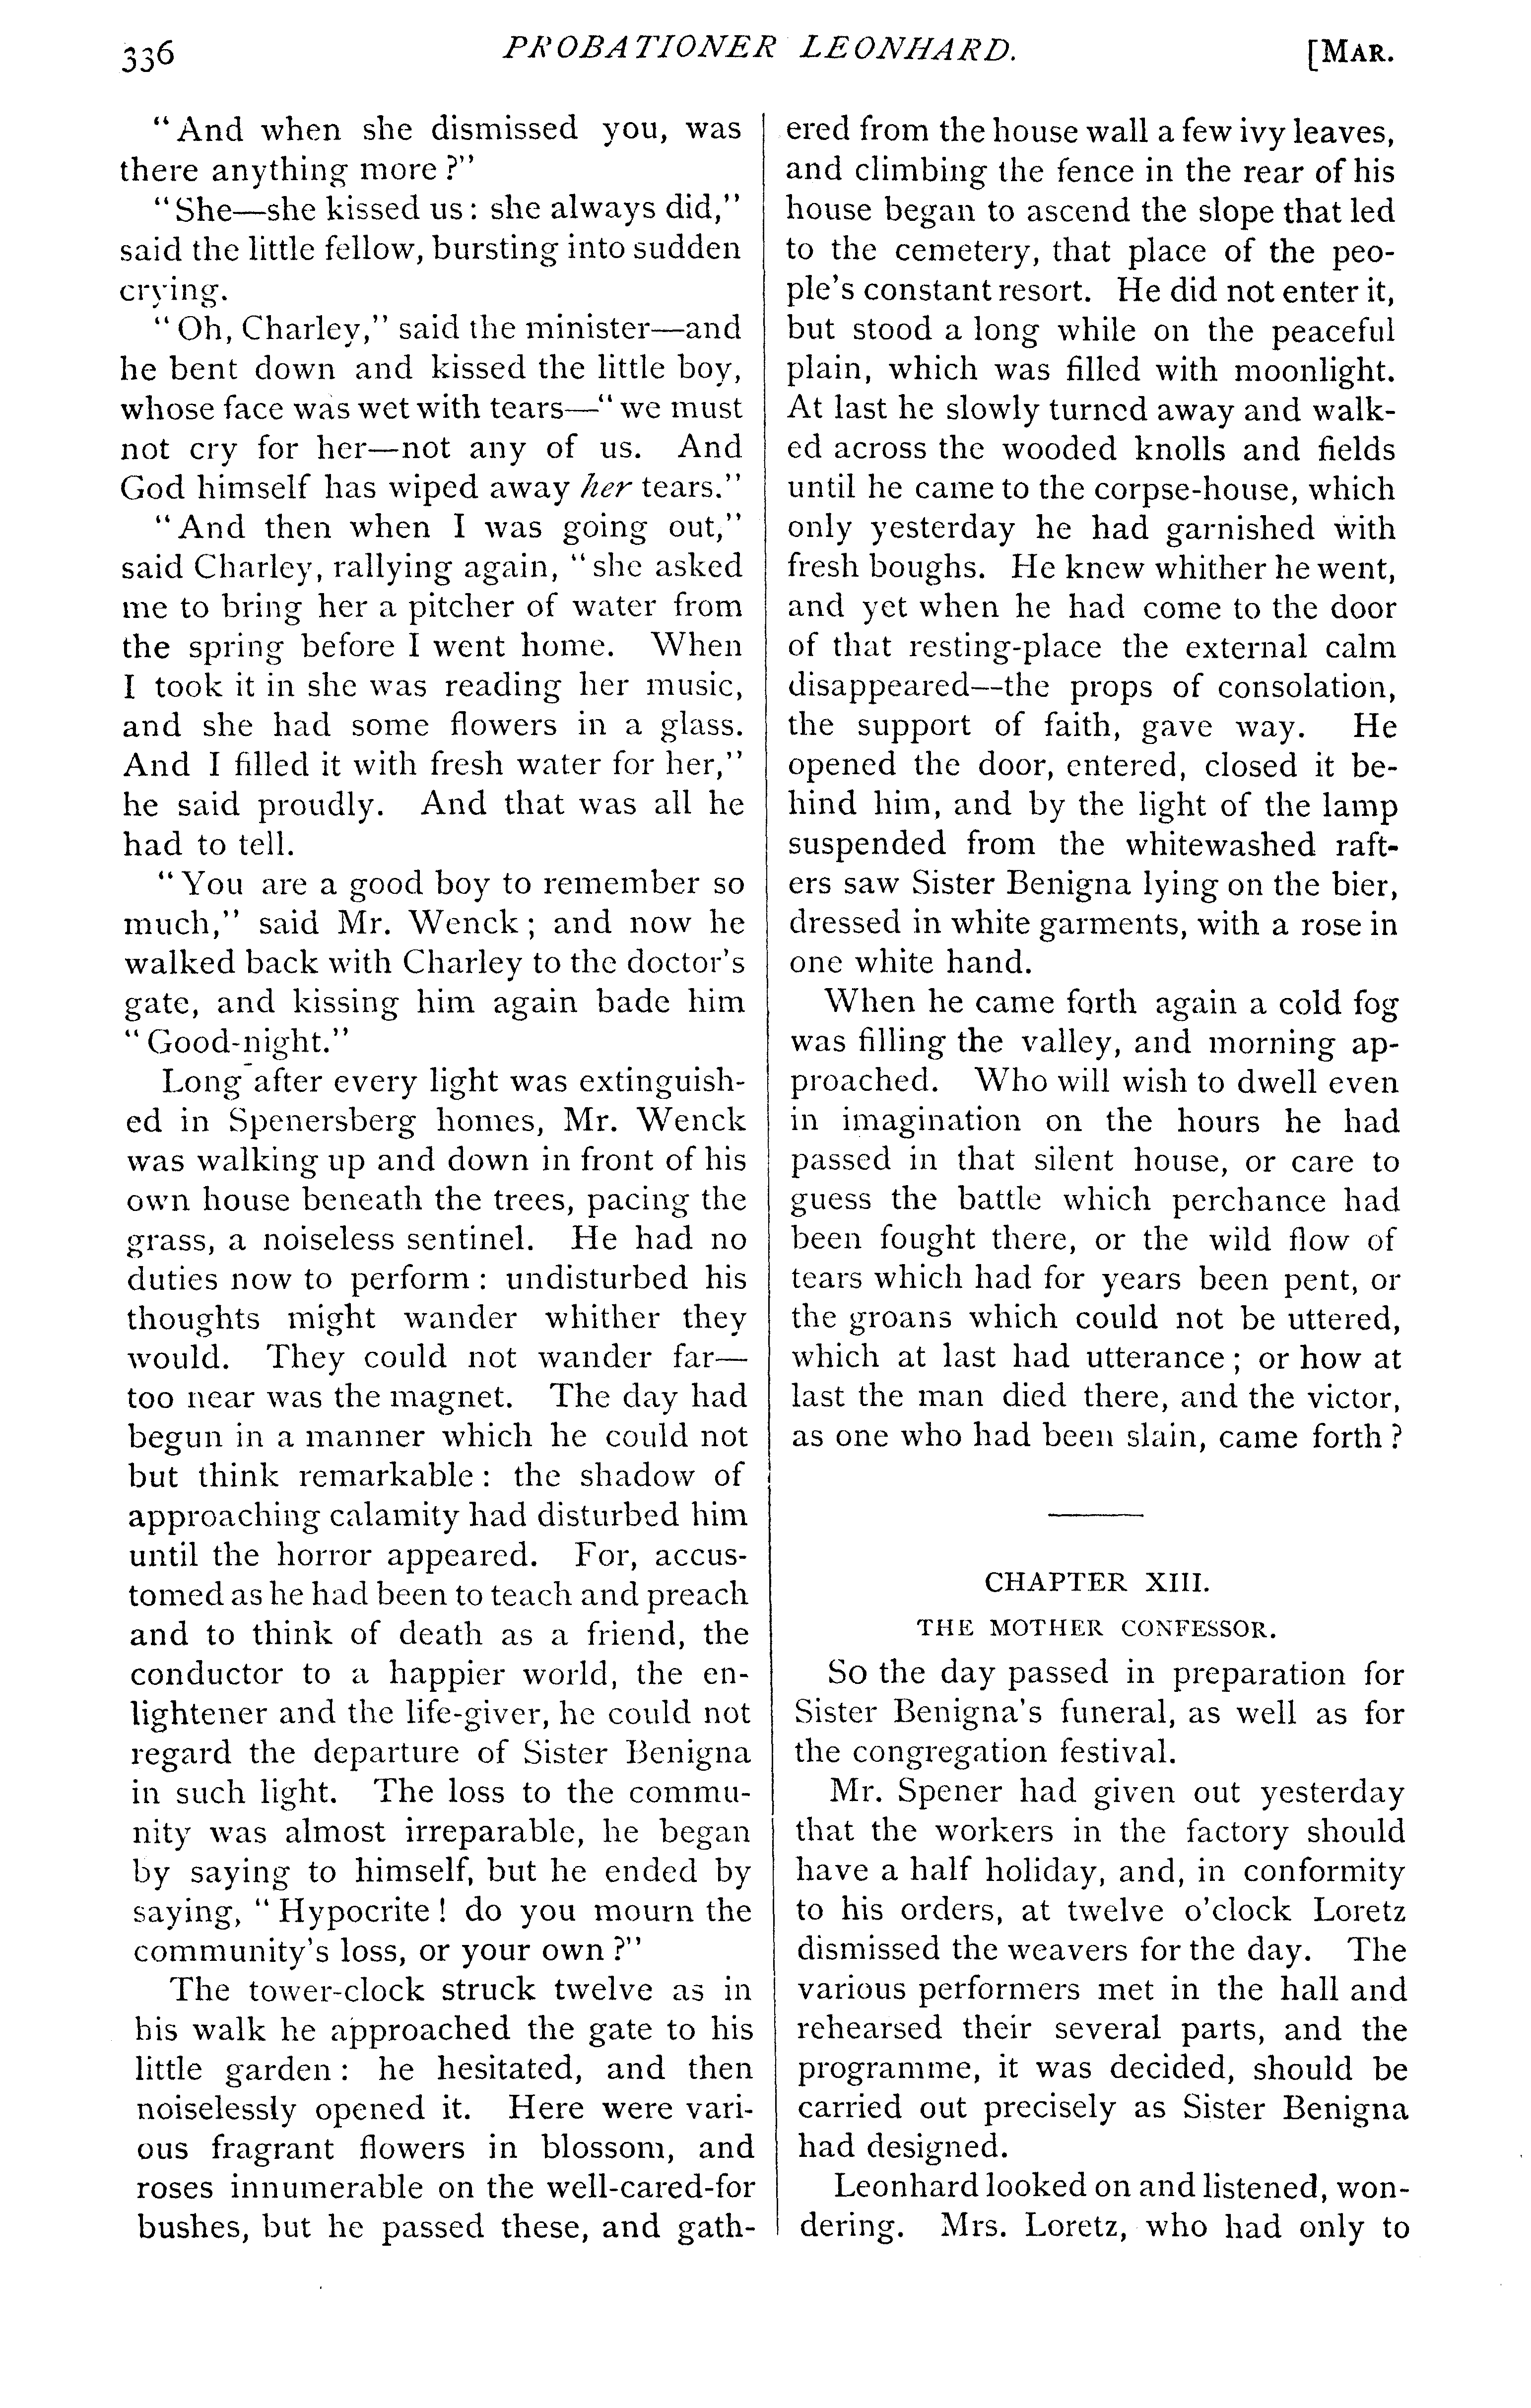 336
PROBATIONER LEONHARD.
[MAR.
"And when she dismissed you, was
there anything more?"
"She—she kissed us: she always did,"
said the little fellow, bursting into sudden
crying.
"Oh, Charley," said the minister—and
he bent down and kissed the little boy,
whose face was wet with tears—"we must
not cry for her—not any of us. And
God himself has wiped away her tears."
"And then when I was going out,"
said Charley, rallying again, "she asked
me to bring her a pitcher of water from
the spring before I went home. When
I took it in she was reading her music,
and she had some flowers in a glass.
And I filled it with fresh water for her,"
he said proudly. And that was all he
had to tell.
"You are a good boy to remember so
much," said Mr. Wenck; and now he
walked back with Charley to the doctor's
gate, and kissing him again bade him
"Good-night."
Long after every light was extinguish-
ed in Spenersberg homes, Mr. Wenck
was walking up and down in front of his
own house beneath the trees, pacing the
grass, a noiseless sentinel. He had no
duties now to perform: undisturbed his
thoughts might wander whither they
would. They could not wander far—
too near was the magnet. The day had
begun in a manner which he could not
but think remarkable: the shadow of
approaching calamity had disturbed him
until the horror appeared. For, accus-
tomed as he had been to teach and preach
and to think of death as a friend, the
conductor to a happier world, the en-
lightener and the life-giver, he could not
regard the departure of Sister Benigna
in such light. The loss to the commu-
nity was almost irreparable, he began
by saying to himself, but he ended by
saying, "Hypocrite! do you mourn the
community's loss, or your own?"
The tower-clock struck twelve as in
his walk he approached the gate to his
little garden: he hesitated, and then
noiselessly opened it. Here were vari-
ous fragrant flowers in blossom, and
roses innumerable on the well-cared-for
bushes, but he passed these, and gath-
ered from the house wall a few ivy leaves,
and climbing the fence in the rear of his
house began to ascend the slope that led
to the cemetery, that place of the peo-
ple's constant resort. He did not enter it,
but stood a long while on the peaceful
plain, which was filled with moonlight.
At last he slowly turned away and walk-
ed across the wooded knolls and fields
until he came to the corpse-house, which
only yesterday he had garnished with
fresh boughs. He knew whither he went,
and yet when he had come to the door
of that resting-place the external calm
disappeared—the props of consolation,
the support of faith, gave way. He
opened the door, entered, closed it be-
hind him, and by the light of the lamp
suspended from the whitewashed raft-
ers saw Sister Benigna lying on the bier,
dressed in white garments, with a rose in
one white hand.
When he came forth again a cold fog
was filling the valley, and morning ap-
proached. Who will wish to dwell even
in imagination on the hours he had
passed in that silent house, or care to
guess the battle which perchance had
been fought there, or the wild flow of
tears which had for years been pent, or
the groans which could not be uttered,
which at last had utterance; or how at
last the man died there, and the victor,
as one who had been slain, came forth?
CHAPTER XIII.
THE MOTHER CONFESSOR.
So the day passed in preparation for
Sister Benigna's funeral, as well as for
the congregation festival.
Mr. Spener had given out yesterday
that the workers in the factory should
have a half holiday, and, in conformity
to his orders, at twelve o'clock Loretz
dismissed the weavers for the day. The
various performers met in the hall and
rehearsed their several parts, and the
programme, it was decided, should be
carried out precisely as Sister Benigna
had designed.
Leonhard looked on and listened, won-
dering. Mrs. Loretz, who had only to